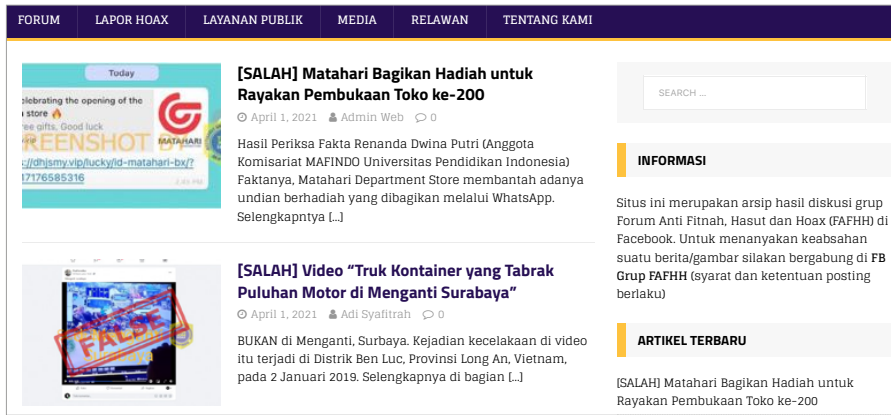 FORUM LAPOR HOAX LAYANAN PUBLIK MEDIA RELAWAN TENTANG KAMI
Today
elebrating the opening of the
store 🔥
ee gifts, Good luck
REENSHOT BY
MATAHARI
://dhjsmy.vip/lucky/id-matahari-bx/?
17176585316
[SALAH] Matahari Bagikan Hadiah untuk
Rayakan Pembukaan Toko ke-200
April 1, 2021 Admin Web 0
Hasil Periksa Fakta Renanda Dwina Putri (Anggota
Komisariat MAFINDO Universitas Pendidikan Indonesia)
Faktanya, Matahari Department Store membantah adanya
undian berhadiah yang dibagikan melalui WhatsApp.
Selengkapntya [...]
FALSE
[SALAH] Video “Truk Kontainer yang Tabrak
Puluhan Motor di Menganti Surabaya”
April 1, 2021 Adi Syafitrah 0
BUKAN di Menganti, Surbaya. Kejadian kecelakaan di video
itu terjadi di Distrik Ben Luc, Provinsi Long An, Vietnam,
pada 2 Januari 2019. Selengkapnya di bagian [...]
SEARCH ...
INFORMASI
Situs ini merupakan arsip hasil diskusi grup
Forum Anti Fitnah, Hasut dan Hoax (FAFHH) di
Facebook. Untuk menanyakan keabsahan
suatu berita/gambar silakan bergabung di FB
Grup FAFHH (syarat dan ketentuan posting
berlaku)
ARTIKEL TERBARU
[SALAH] Matahari Bagikan Hadiah untuk
Rayakan Pembukaan Toko ke-200